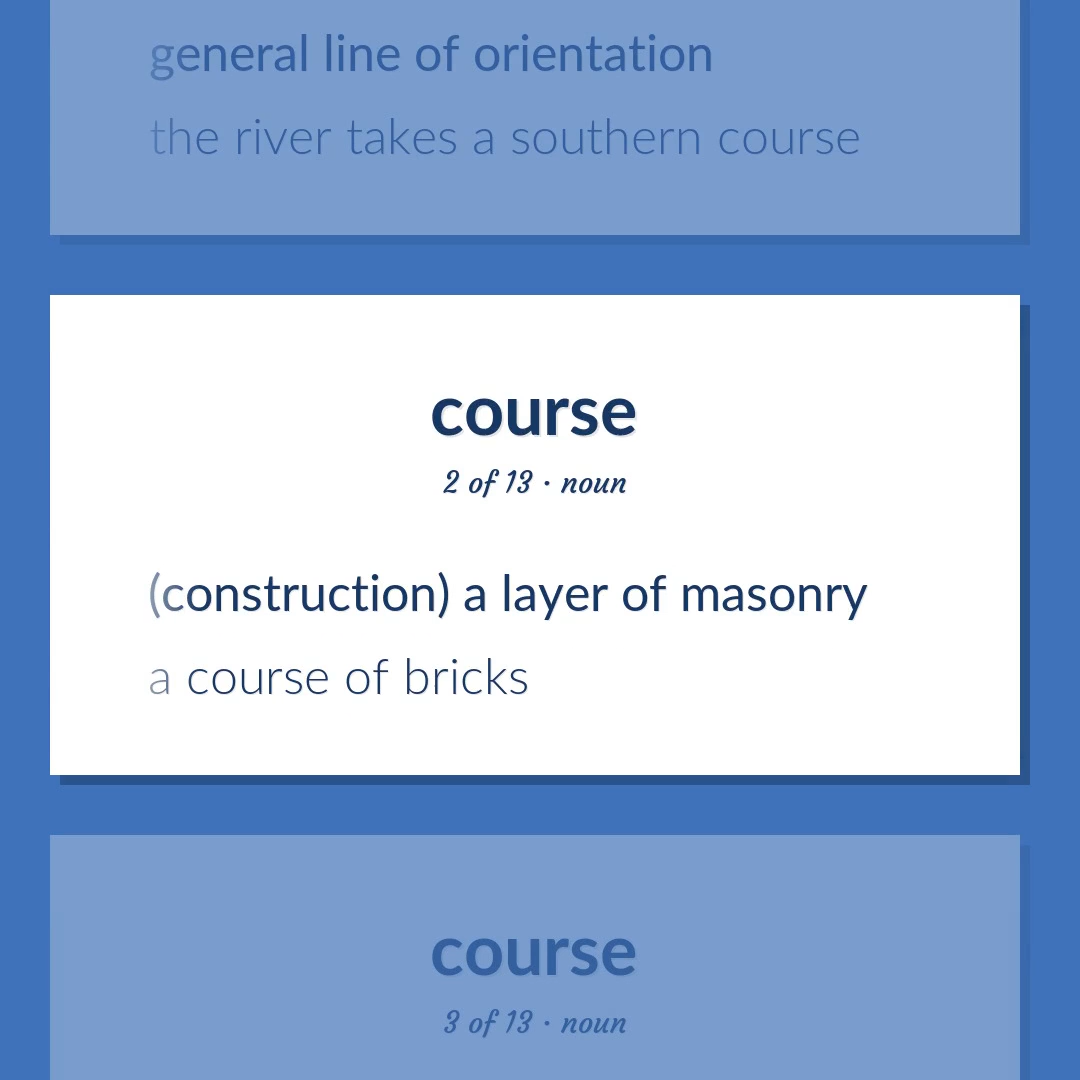 general line of orientation
the river takes a southern course
course
2 of 13 · noun
(construction) a layer of masonry
a course of bricks
course
3 of 13 · noun